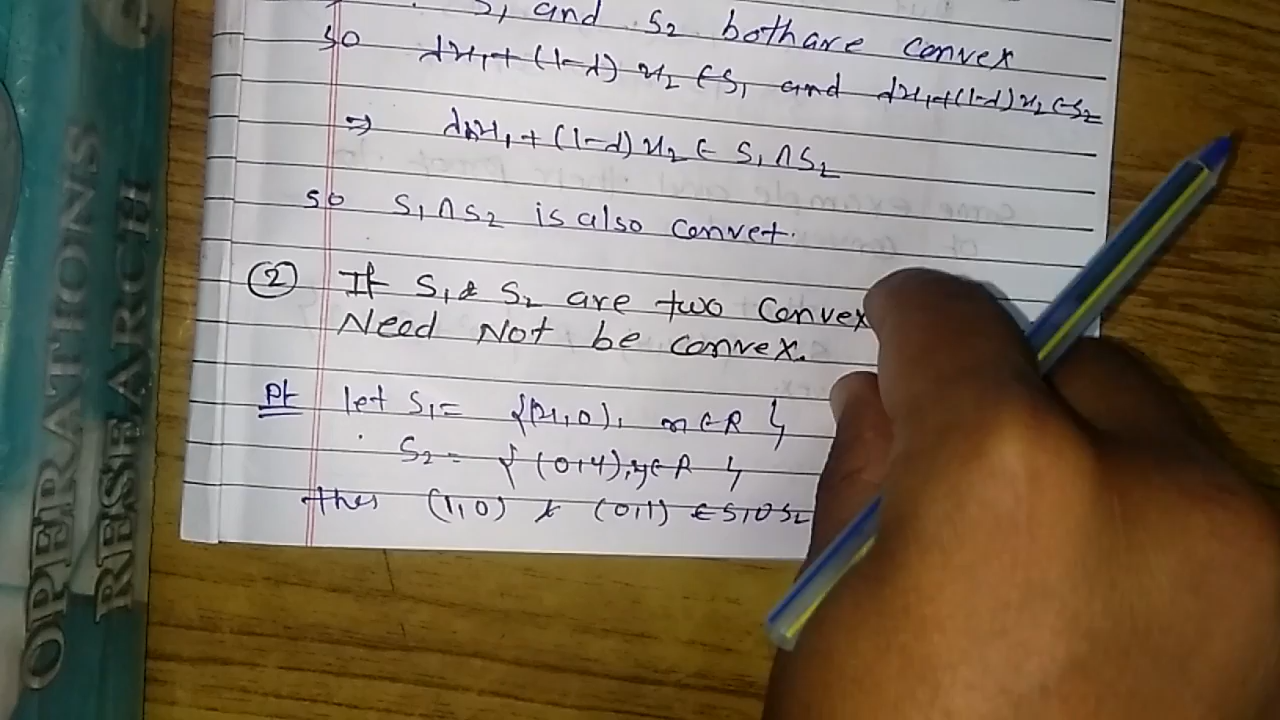 S1 and S2 both are convex
so λx1+(1-λ) x2 ∈ S1 and λx1+(1-λ)x2 ∈ S2
⇒ λx1+(1-λ)x2 ∈ S1∩S2
so S1∩S2 is also convex.
② If S1 & S2 are two Convex
Need Not be convex.
Pf let S1 = {(x,0), x∈R}
S2 = {(0,y), y∈R}
then (1,0) & (0,1) ∈ S1∪S2
OPERATIONS
RESEARCH